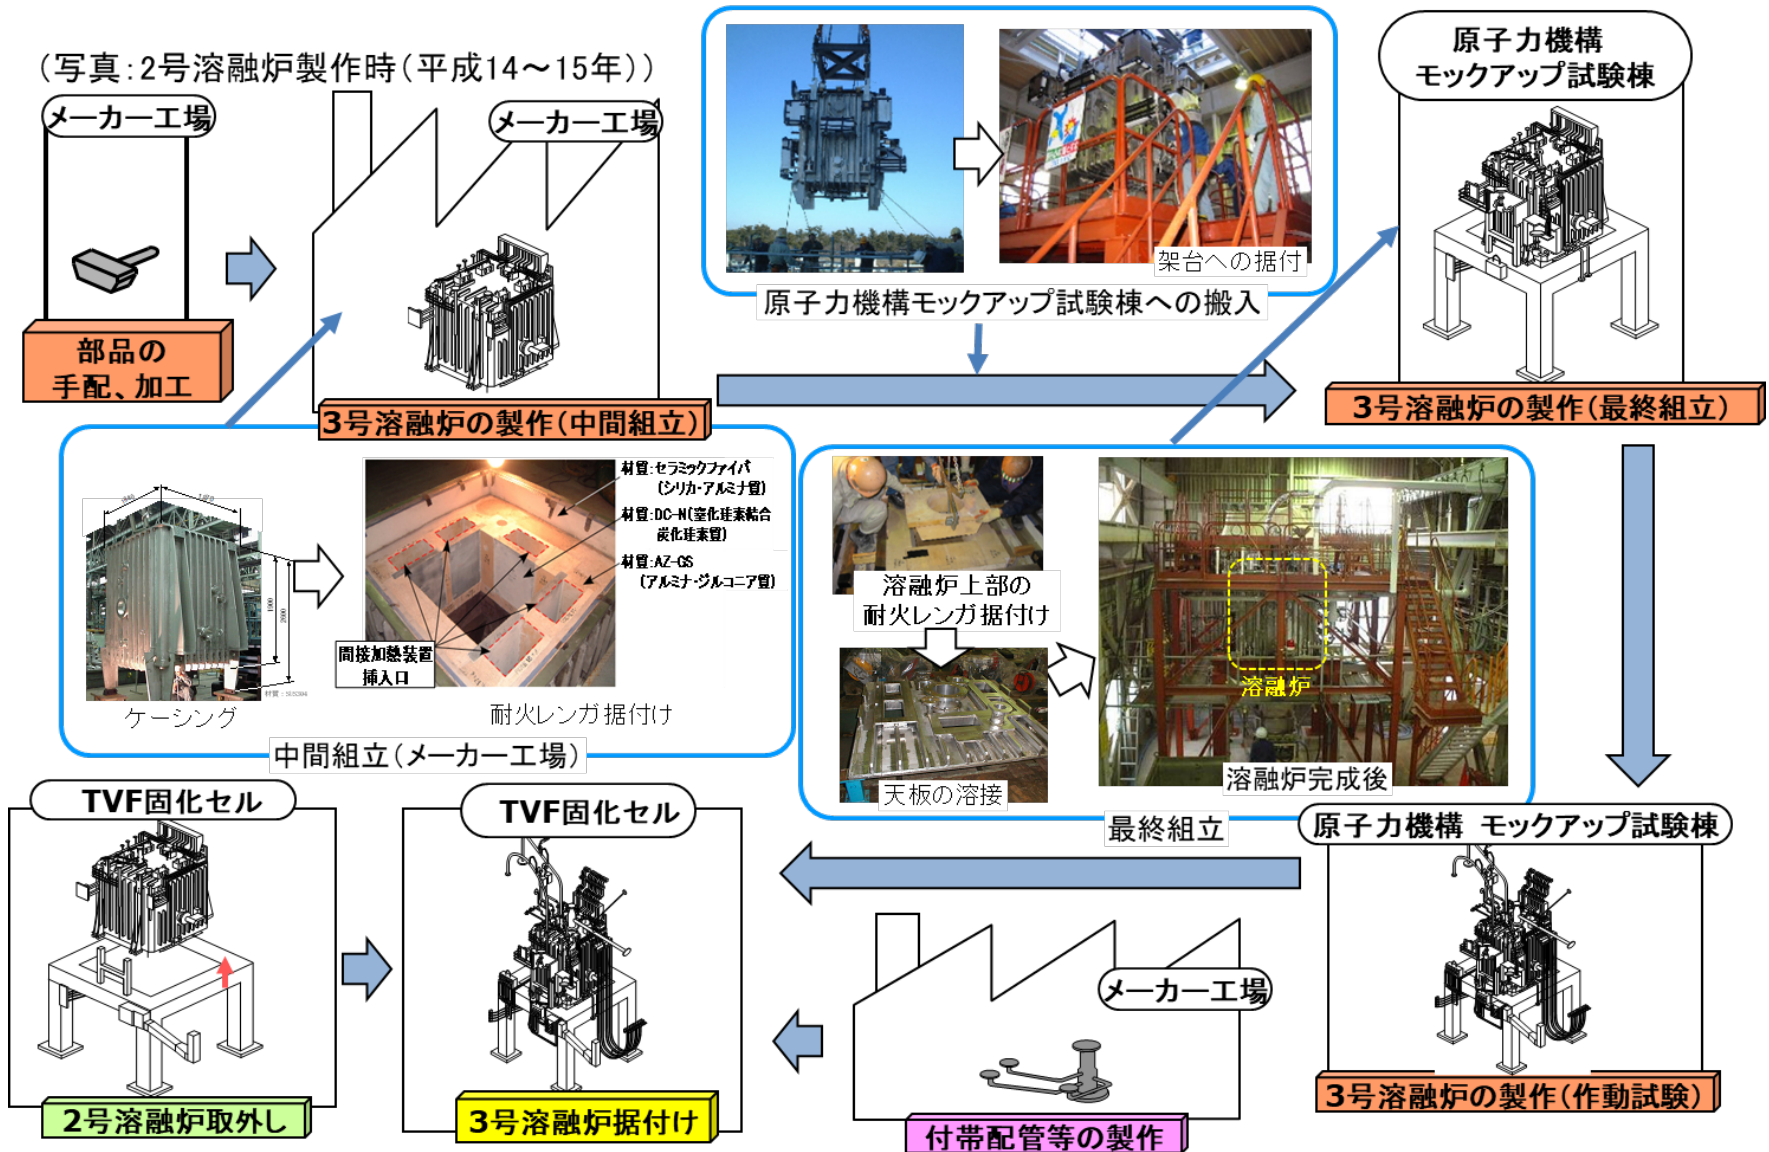 (写真:2号溶融炉製作時(平成14～15年))
メーカー工場
部品の
手配、加工
メーカー工場
3号溶融炉の製作(中間組立)
架台への据付
原子力機構モックアップ試験棟への搬入
原子力機構
モックアップ試験棟
3号溶融炉の製作(最終組立)
1900
2600
材質:SUS304
ケーシング
材質:セラミックファイバ
(シリカ・アルミナ質)
材質:DC-N(窒化珪素結合
炭化珪素質)
材質:AZ-GS
(アルミナ・ジルコニア質)
間接加熱装置
挿入口
耐火レンガ据付け
中間組立(メーカー工場)
溶融炉上部の
耐火レンガ据付け
天板の溶接
溶融炉
溶融炉完成後
最終組立
原子力機構 モックアップ試験棟
3号溶融炉の製作(作動試験)
TVF固化セル
2号溶融炉取外し
TVF固化セル
3号溶融炉据付け
メーカー工場
付帯配管等の製作